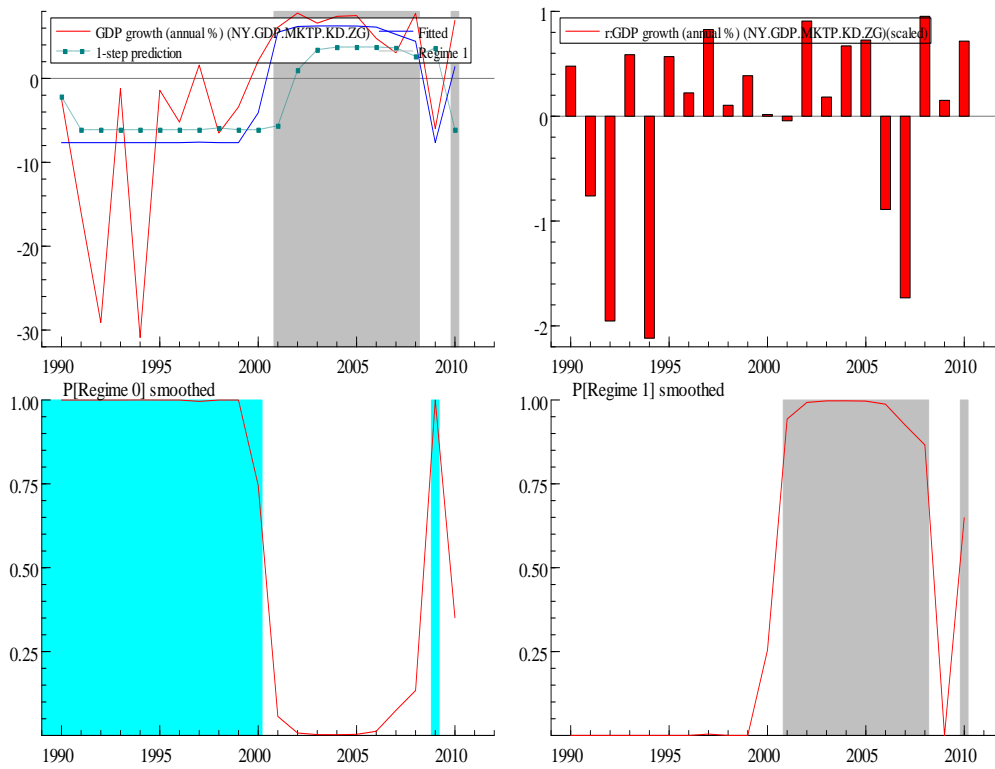 GDP growth (annual %) (NY.GDP.MKTP.KD.ZG)
Fitted
1-step prediction
Regime 1
0
-10
-20
-30
1990 1995 2000 2005 2010
r:GDP growth (annual %) (NY.GDP.MKTP.KD.ZG)(scaled)
1
0
-1
-2
1990 1995 2000 2005 2010
P[Regime 0] smoothed
1.00
0.75
0.50
0.25
1990 1995 2000 2005 2010
P[Regime 1] smoothed
1.00
0.75
0.50
0.25
1990 1995 2000 2005 2010